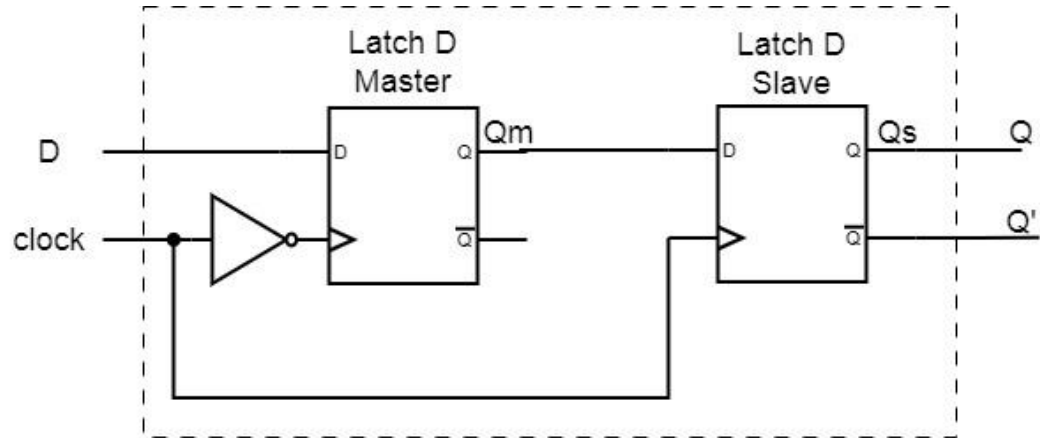 Latch D
Master
Latch D
Slave
D
D
Q
Qm
D
Q
Qs
Q
clock
Q
Q
Q'